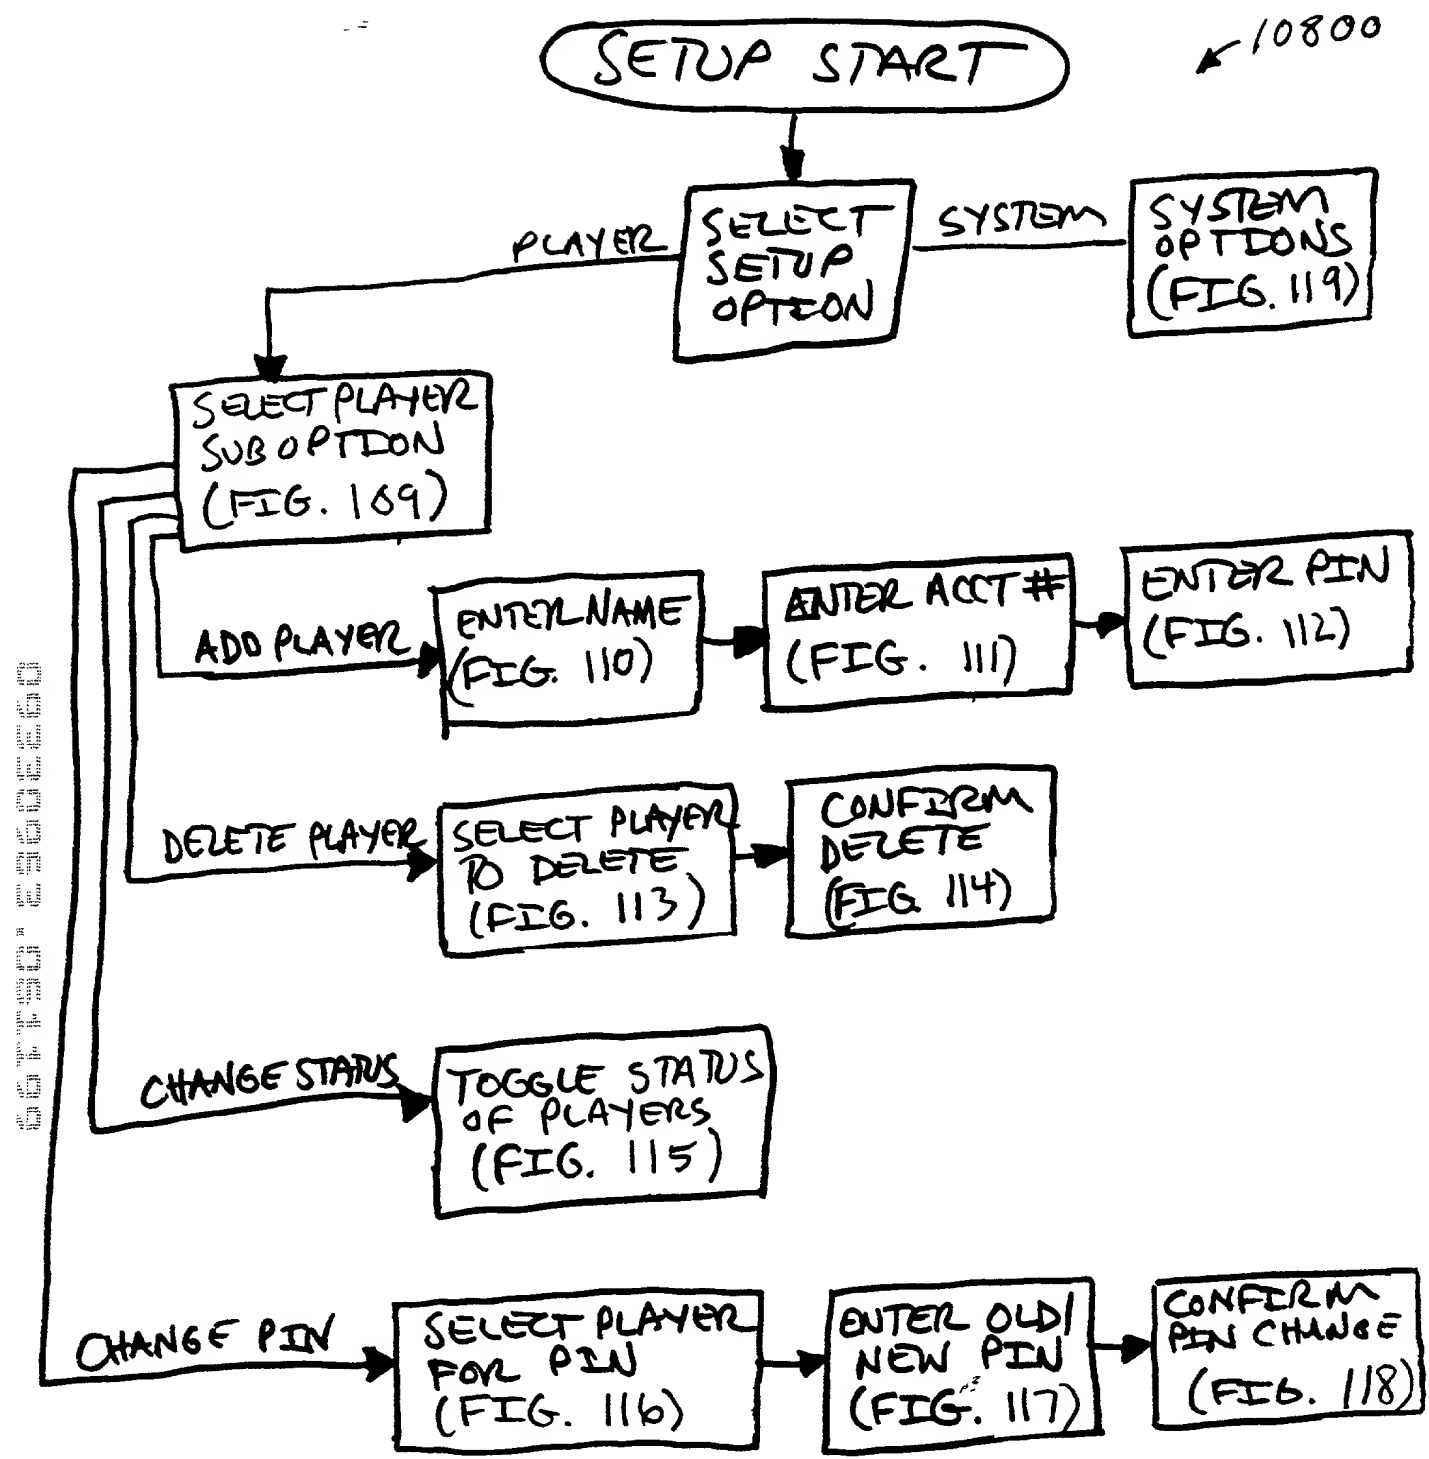 SETUP START
10800
SELECT
SETUP
OPTION
PLAYER
SYSTEM
SYSTEM
OPTIONS
(FIG. 119)
SELECT PLAYER
SUBOPTION
(FIG. 109)
ADD PLAYER
ENTER NAME
(FIG. 110)
ENTER ACCT #
(FIG. 111)
ENTER PIN
(FIG. 112)
DELETE PLAYER
SELECT PLAYER
TO DELETE
(FIG. 113)
CONFIRM
DELETE
(FIG 114)
CHANGE STATUS
TOGGLE STATUS
OF PLAYERS
(FIG. 115)
CHANGE PIN
SELECT PLAYER
FOR PIN
(FIG. 116)
ENTER OLD/
NEW PIN
(FIG. 117)
CONFIRM
PIN CHANGE
(FIG. 118)